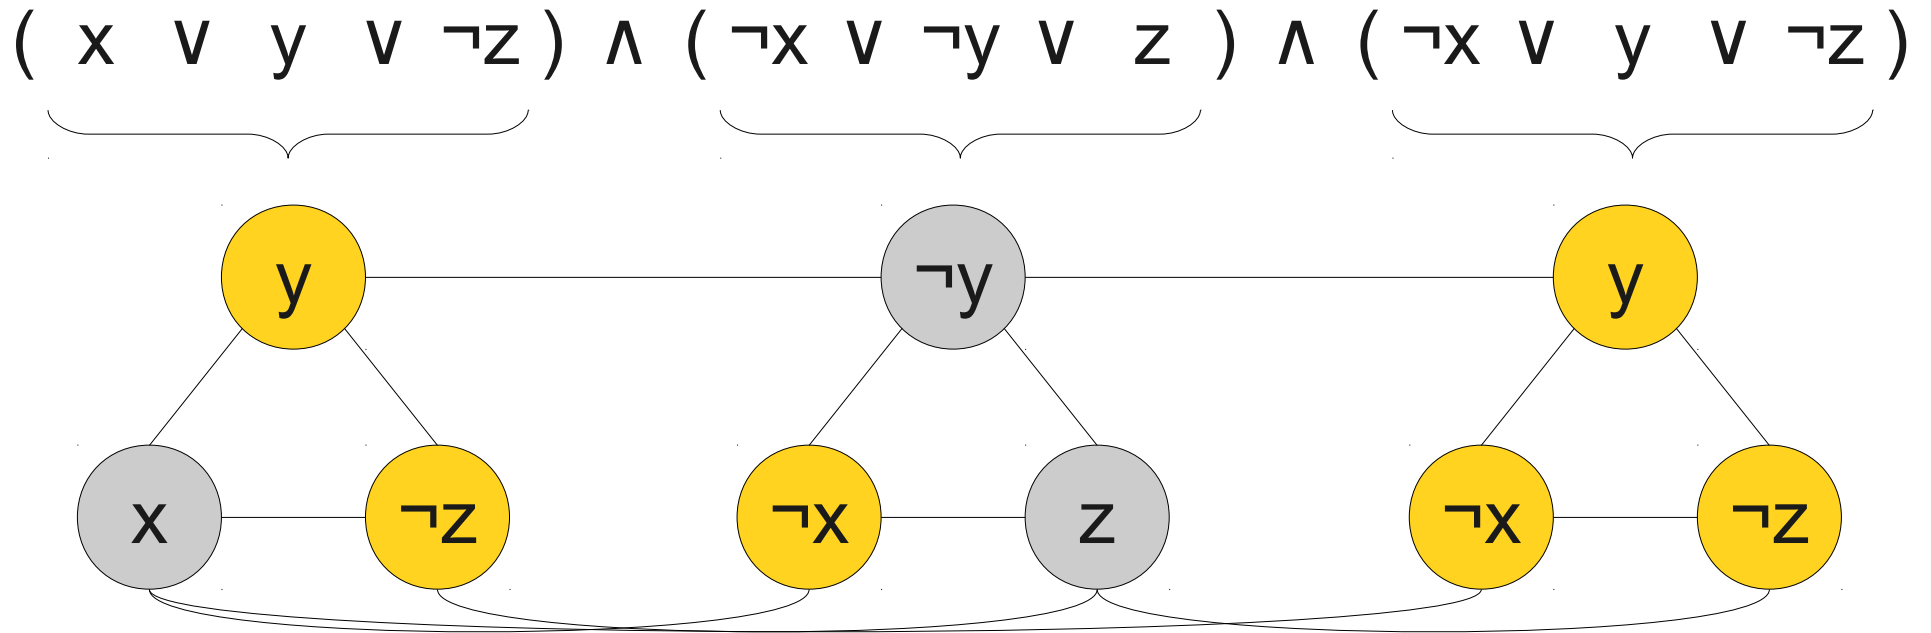 ( x ∨ y ∨ ¬z ) ∧ ( ¬x ∨ ¬y ∨ z ) ∧ ( ¬x ∨ y ∨ ¬z )
y ¬y y
x ¬z ¬x z ¬x ¬z